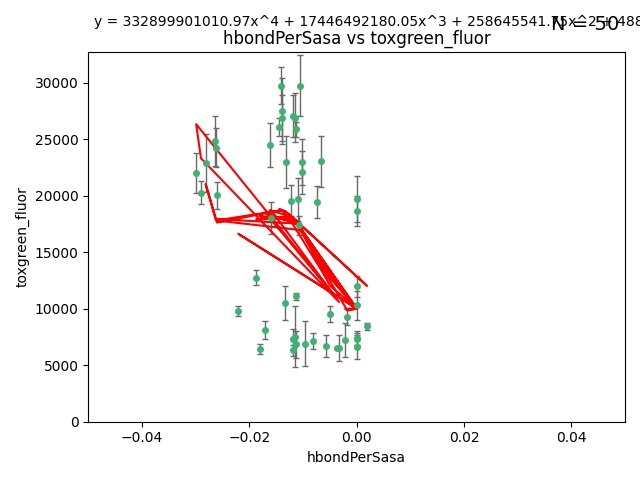 y = 332899901010.97x^4 + 17446492180.05x^3 + 258645541.75x^2 + 488
N = 50
hbondPerSasa vs toxgreen_fluor
30000
25000
20000
15000
10000
5000
0
toxgreen_fluor
−0.04 −0.02 0.00 0.02 0.04
hbondPerSasa